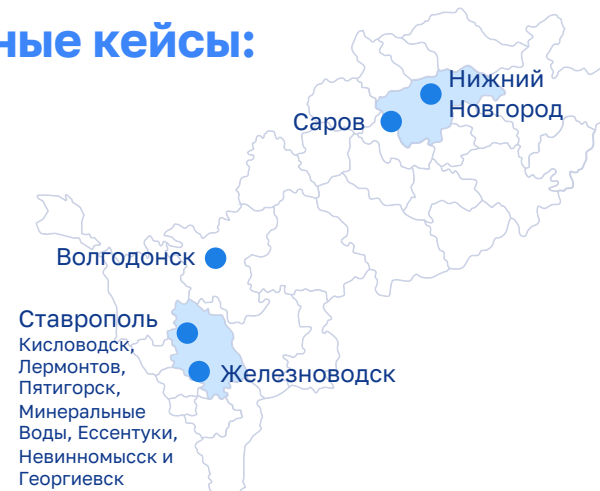 ные кейсы:
Нижний
Новгород
Саров
Волгодонск
Ставрополь
Кисловодск,
Лермонтов,
Пятигорск,
Минеральные
Воды, Ессентуки,
Невинномысск и
Георгиевск
Железноводск